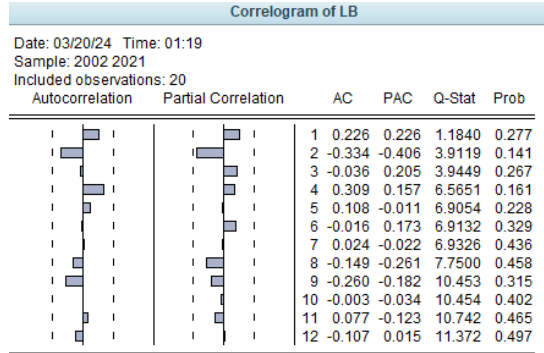 Correlogram of LB
Date: 03/20/24 Time: 01:19
Sample: 2002 2021
Included observations: 20
Autocorrelation Partial Correlation AC PAC Q-Stat Prob
1 0.226 0.226 1.1840 0.277
2 -0.334 -0.406 3.9119 0.141
3 -0.036 0.205 3.9449 0.267
4 0.309 0.157 6.5651 0.161
5 0.108 -0.011 6.9054 0.228
6 -0.016 0.173 6.9132 0.329
7 0.024 -0.022 6.9326 0.436
8 -0.149 -0.261 7.7500 0.458
9 -0.260 -0.182 10.453 0.315
10 -0.003 -0.034 10.454 0.402
11 0.077 -0.123 10.742 0.465
12 -0.107 0.015 11.372 0.497